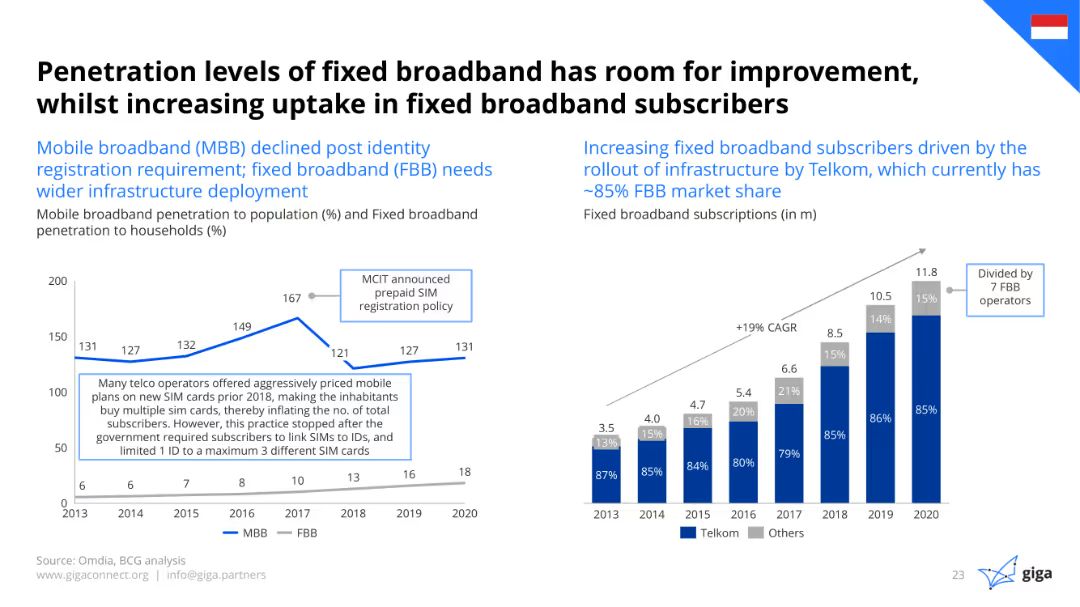 Penetration levels of fixed broadband has room for improvement,
whilst increasing uptake in fixed broadband subscribers
Mobile broadband (MBB) declined post identity
registration requirement; fixed broadband (FBB) needs
wider infrastructure deployment
Mobile broadband penetration to population (%) and Fixed broadband
penetration to households (%)
200
150
100
50
0
131
127
132
149
167
121
127
131
MCIT announced
prepaid SIM
registration policy
Many telco operators offered aggressively priced mobile
plans on new SIM cards prior 2018, making the inhabitants
buy multiple sim cards, thereby inflating the no. of total
subscribers. However, this practice stopped after the
government required subscribers to link SIMs to IDs, and
limited 1 ID to a maximum 3 different SIM cards
6
6
7
8
10
13
16
18
2013 2014 2015 2016 2017 2018 2019 2020
MBB FBB
Increasing fixed broadband subscribers driven by the
rollout of infrastructure by Telkom, which currently has
~85% FBB market share
Fixed broadband subscriptions (in m)
+19% CAGR
3.5
4.0
4.7
5.4
6.6
8.5
10.5
11.8
13%
15%
16%
20%
21%
15%
14%
15%
87%
85%
84%
80%
79%
85%
86%
85%
Divided by
7 FBB
operators
2013 2014 2015 2016 2017 2018 2019 2020
Telkom Others
Source: Omdia, BCG analysis
www.gigaconnect.org | info@giga.partners
23
giga